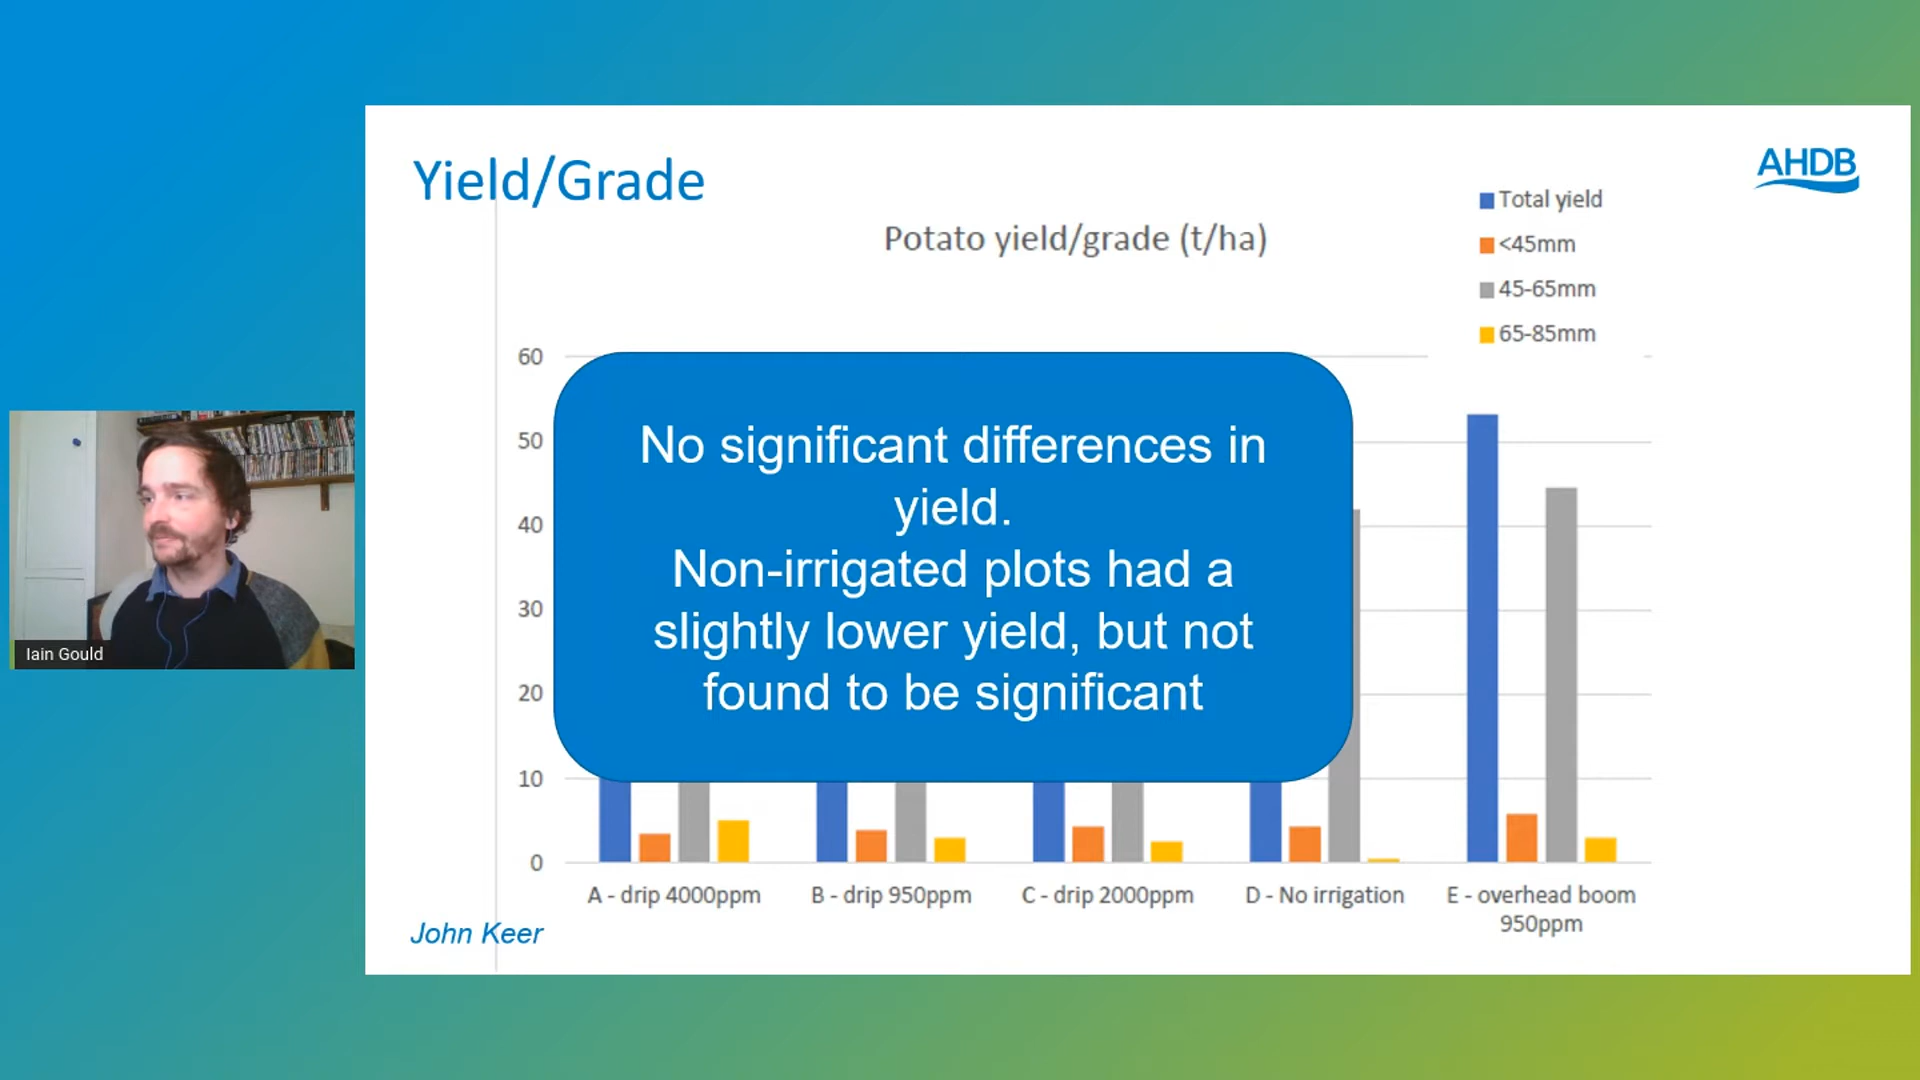 Yield/Grade
AHDB
Potato yield/grade (t/ha)
Total yield
<45mm
45-65mm
65-85mm
60
50
40
30
20
10
0
No significant differences in
yield.
Non-irrigated plots had a
slightly lower yield, but not
found to be significant
A - drip 4000ppm
B - drip 950ppm
C - drip 2000ppm
D - No irrigation
E - overhead boom
950ppm
John Keer
Iain Gould